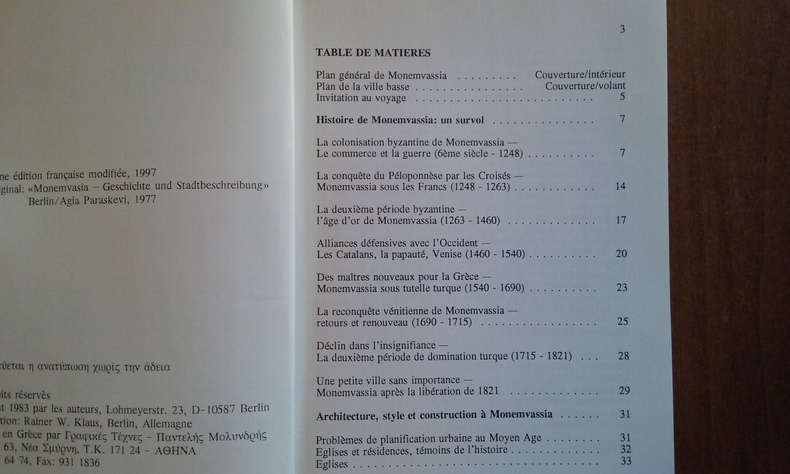 ne édition française modifiée, 1997
ginal: «Monemvasia – Geschichte und Stadtbeschreibung»
Berlin/Agia Paraskevi, 1977
εύεται η ανατύπωση χωρίς την άδεια
its réservés
t 1983 par les auteurs, Lohmeyerstr. 23, D-10587 Berlin
tion: Rainer W. Klaus, Berlin, Allemagne
en Grèce par Γραφικές Τέχνες – Παντελής Μολυνδρής
63, Νέα Σμύρνη, Τ.Κ. 171 24 – ΑΘΗΝΑ
64 74, Fax: 931 1836
3
TABLE DE MATIERES
Plan général de Monemvassia ......... Couverture/intérieur
Plan de la ville basse ................ Couverture/volant
Invitation au voyage ........................... 5
Histoire de Monemvassia: un survol ............... 7
La colonisation byzantine de Monemvassia —
Le commerce et la guerre (6ème siècle - 1248) .......... 7
La conquête du Péloponnèse par les Croisés —
Monemvassia sous les Francs (1248 - 1263) ............ 14
La deuxième période byzantine —
l'âge d'or de Monemvassia (1263 - 1460) ............. 17
Alliances défensives avec l'Occident —
Les Catalans, la papauté, Venise (1460 - 1540) .......... 20
Des maîtres nouveaux pour la Grèce —
Monemvassia sous tutelle turque (1540 - 1690) .......... 23
La reconquête vénitienne de Monemvassia —
retours et renouveau (1690 - 1715) ................. 25
Déclin dans l'insignifiance —
La deuxième période de domination turque (1715 - 1821) ... 28
Une petite ville sans importance —
Monemvassia après la libération de 1821 ............. 29
Architecture, style et construction à Monemvassia ...... 31
Problèmes de planification urbaine au Moyen Age ........ 31
Eglises et résidences, témoins de l'histoire ............. 32
Eglises ..................................... 33